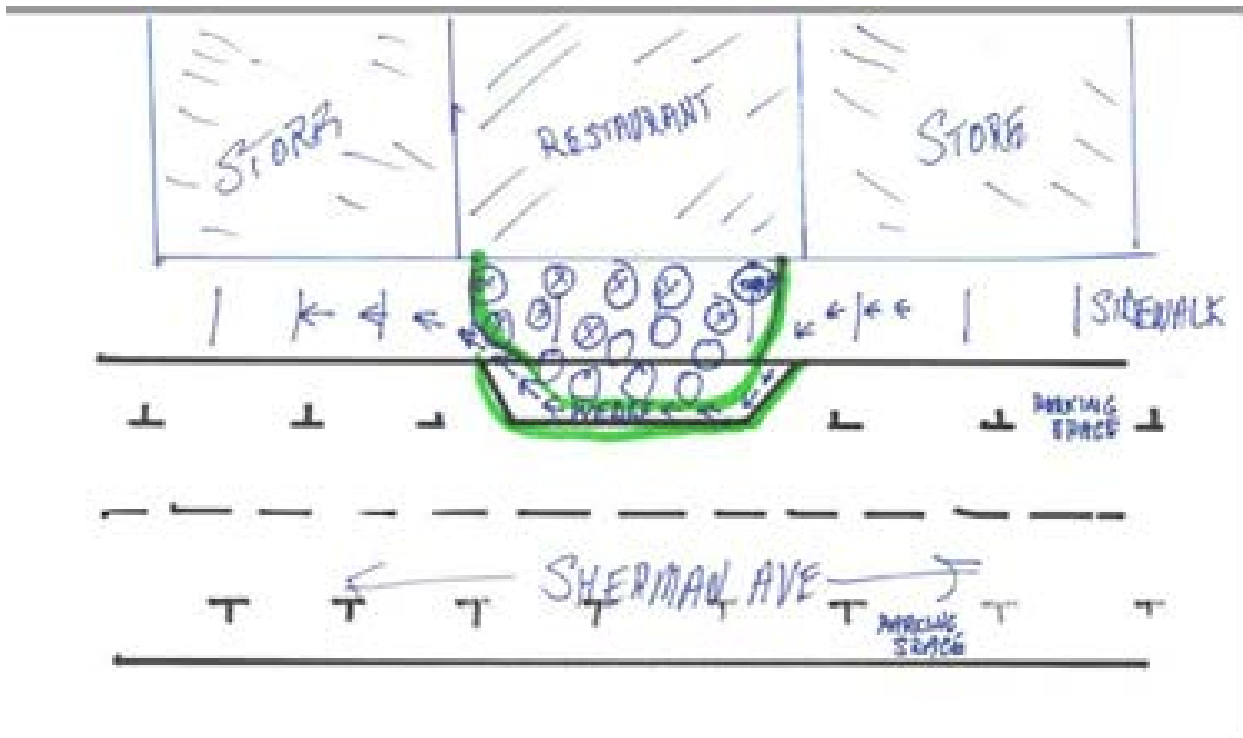 STORE
RESTAURANT
STORE
SIDEWALK
PARKING
SPACE
SHERMAN AVE
PARKING
SPACE